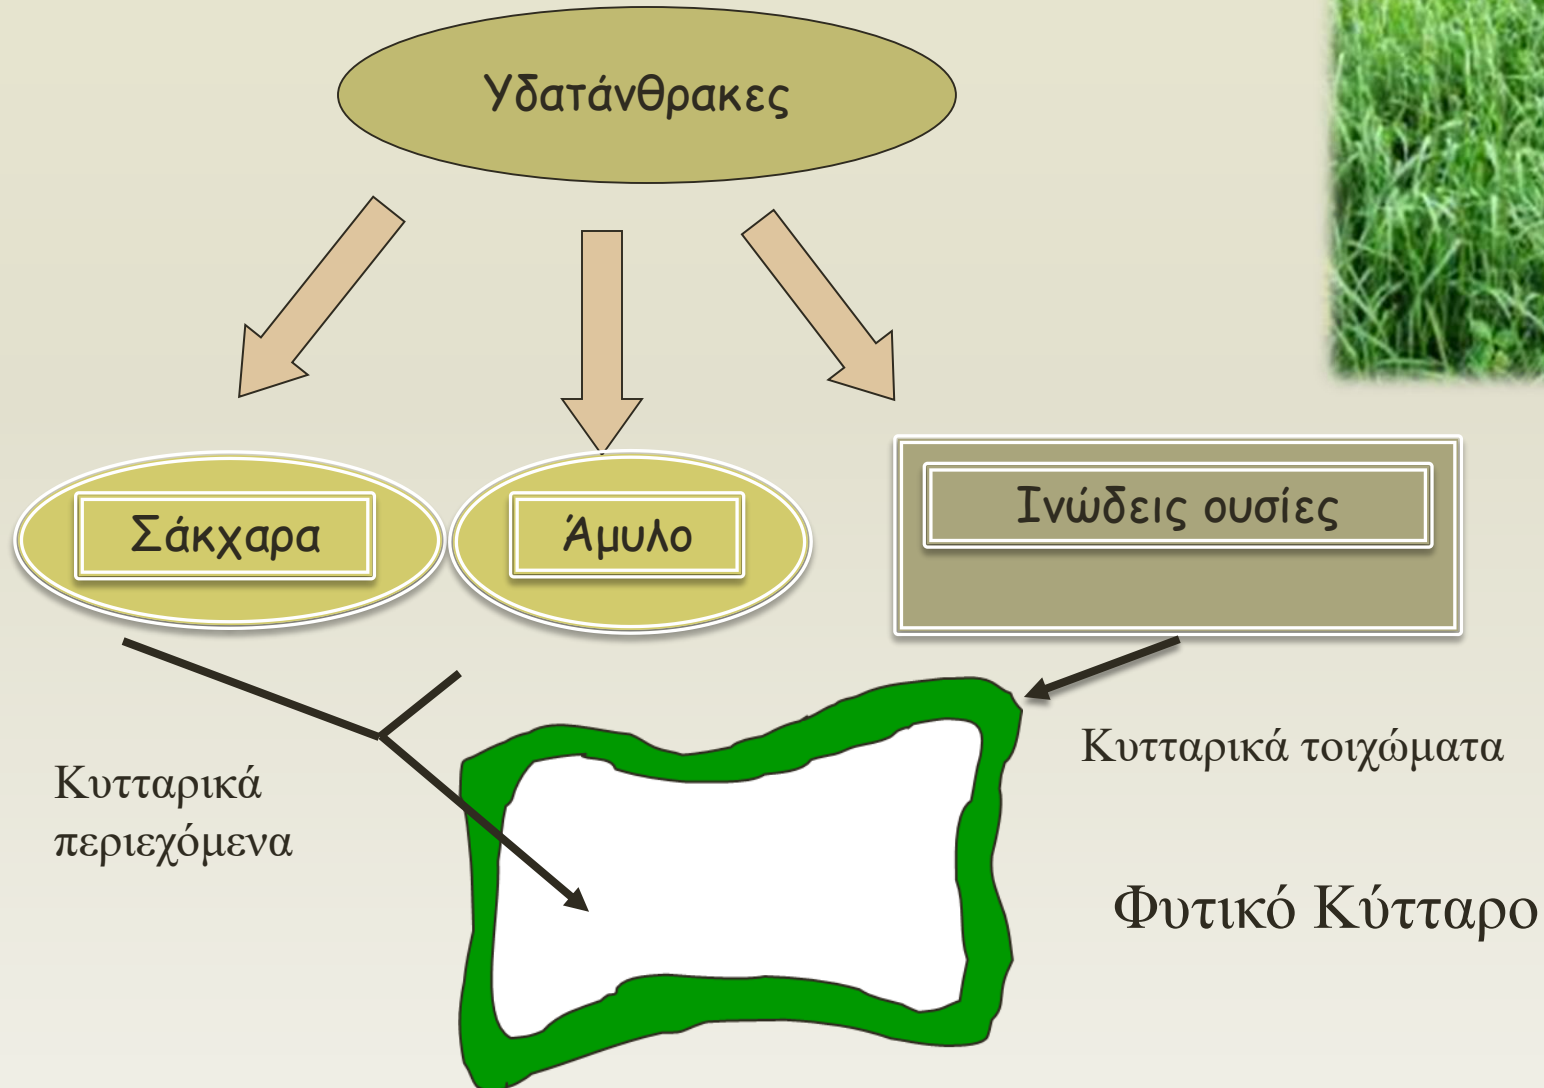 Υδατάνθρακες
Σάκχαρα
Άμυλο
Ινώδεις ουσίες
Κυτταρικά τοιχώματα
Κυτταρικά
περιεχόμενα
Φυτικό Κύτταρο